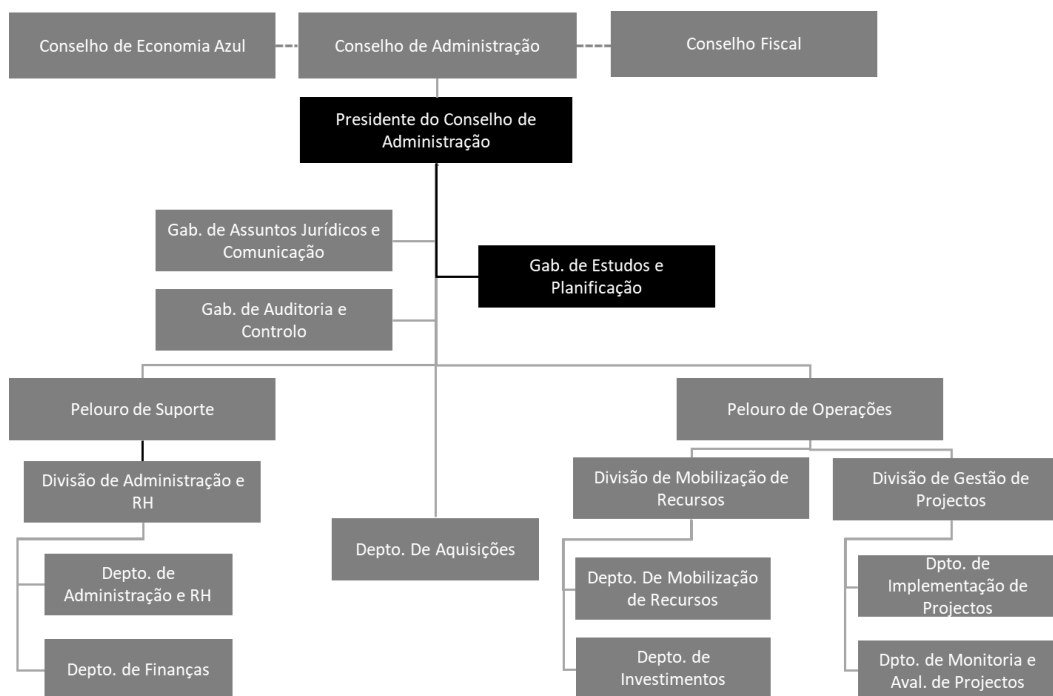 Conselho de Economia Azul
Conselho de Administração
Conselho Fiscal
Presidente do Conselho de
Administração
Gab. de Assuntos Jurídicos e
Comunicação
Gab. de Estudos e
Planificação
Gab. de Auditoria e
Controlo
Pelouro de Suporte
Pelouro de Operações
Divisão de Administração e
RH
Divisão de Mobilização de
Recursos
Divisão de Gestão de
Projectos
Depto. De Aquisições
Depto. de
Administração e RH
Depto. De Mobilização
de Recursos
Dpto. de
Implementação de
Projectos
Depto. de Finanças
Depto. de
Investimentos
Dpto. de Monitoria e
Aval. de Projectos